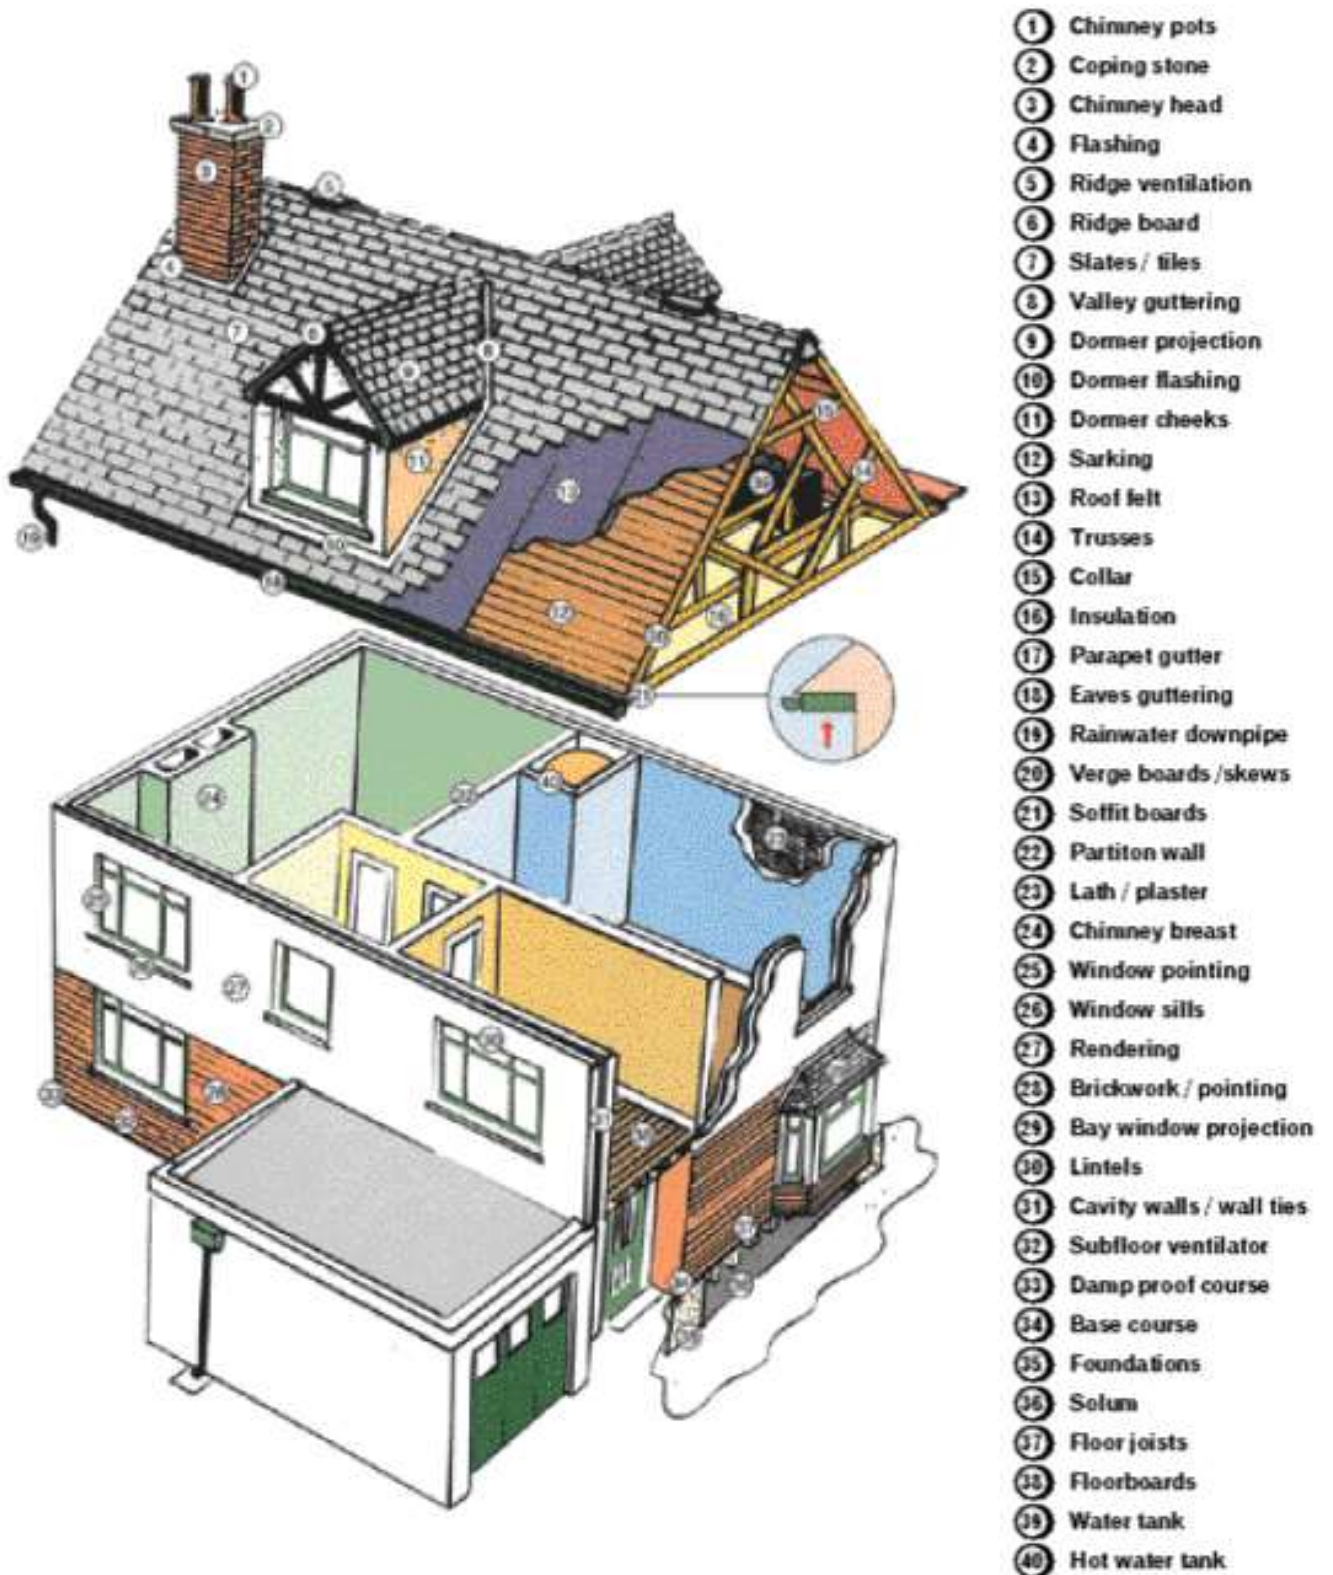 1 Chimney pots
2 Coping stone
3 Chimney head
4 Flashing
5 Ridge ventilation
6 Ridge board
7 Slates / tiles
8 Valley guttering
9 Dormer projection
10 Dormer flashing
11 Dormer cheeks
12 Sarking
13 Roof felt
14 Trusses
15 Collar
16 Insulation
17 Parapet gutter
18 Eaves guttering
19 Rainwater downpipe
20 Verge boards / skews
21 Soffit boards
22 Partiton wall
23 Lath / plaster
24 Chimney breast
25 Window pointing
26 Window sills
27 Rendering
28 Brickwork / pointing
29 Bay window projection
30 Lintels
31 Cavity walls / wall ties
32 Subfloor ventilator
33 Damp proof course
34 Base course
35 Foundations
36 Solum
37 Floor joists
38 Floorboards
39 Water tank
40 Hot water tank